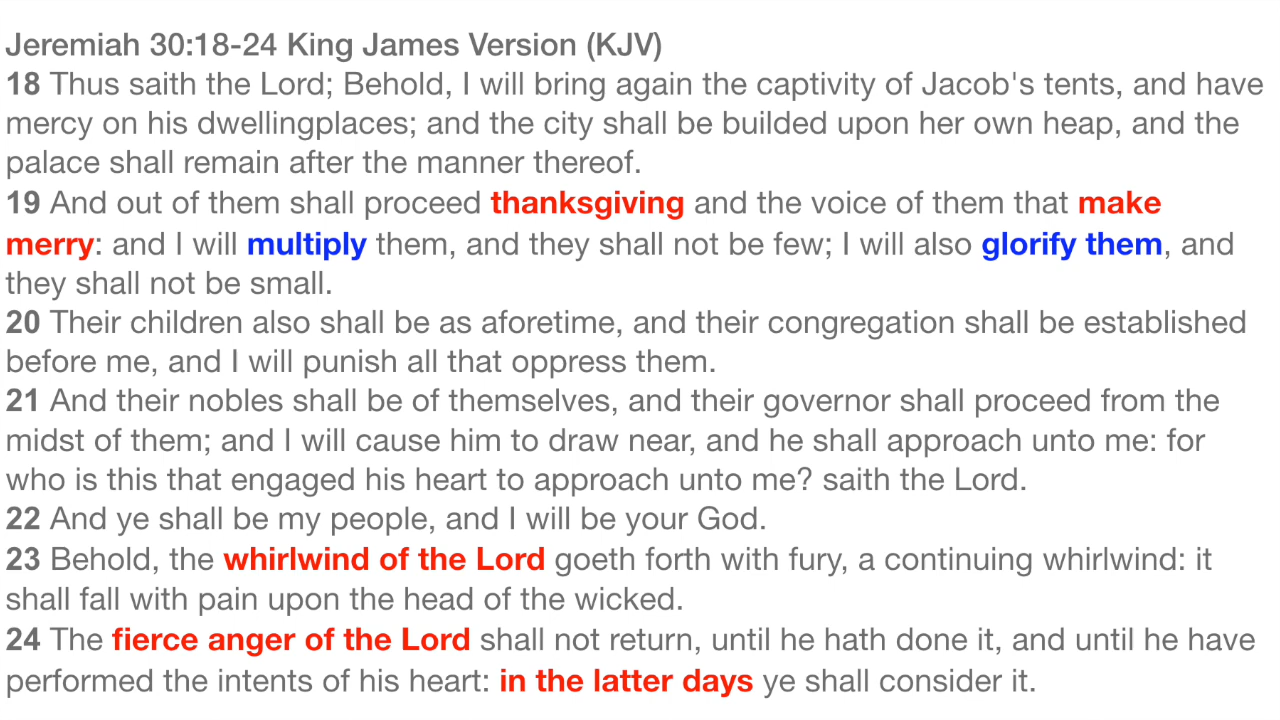 Jeremiah 30:18-24 King James Version (KJV)
18 Thus saith the Lord; Behold, I will bring again the captivity of Jacob's tents, and have
mercy on his dwellingplaces; and the city shall be builded upon her own heap, and the
palace shall remain after the manner thereof.
19 And out of them shall proceed thanksgiving and the voice of them that make
merry: and I will multiply them, and they shall not be few; I will also glorify them, and
they shall not be small.
20 Their children also shall be as aforetime, and their congregation shall be established
before me, and I will punish all that oppress them.
21 And their nobles shall be of themselves, and their governor shall proceed from the
midst of them; and I will cause him to draw near, and he shall approach unto me: for
who is this that engaged his heart to approach unto me? saith the Lord.
22 And ye shall be my people, and I will be your God.
23 Behold, the whirlwind of the Lord goeth forth with fury, a continuing whirlwind: it
shall fall with pain upon the head of the wicked.
24 The fierce anger of the Lord shall not return, until he hath done it, and until he have
performed the intents of his heart: in the latter days ye shall consider it.